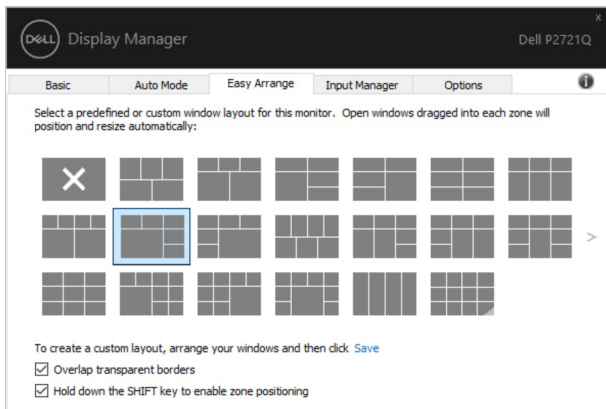 x
DELL Display Manager
Dell P2721Q
Basic Auto Mode Easy Arrange Input Manager Options
Select a predefined or custom window layout for this monitor. Open windows dragged into each zone will
position and resize automatically:
To create a custom layout, arrange your windows and then click Save
Overlap transparent borders
Hold down the SHIFT key to enable zone positioning